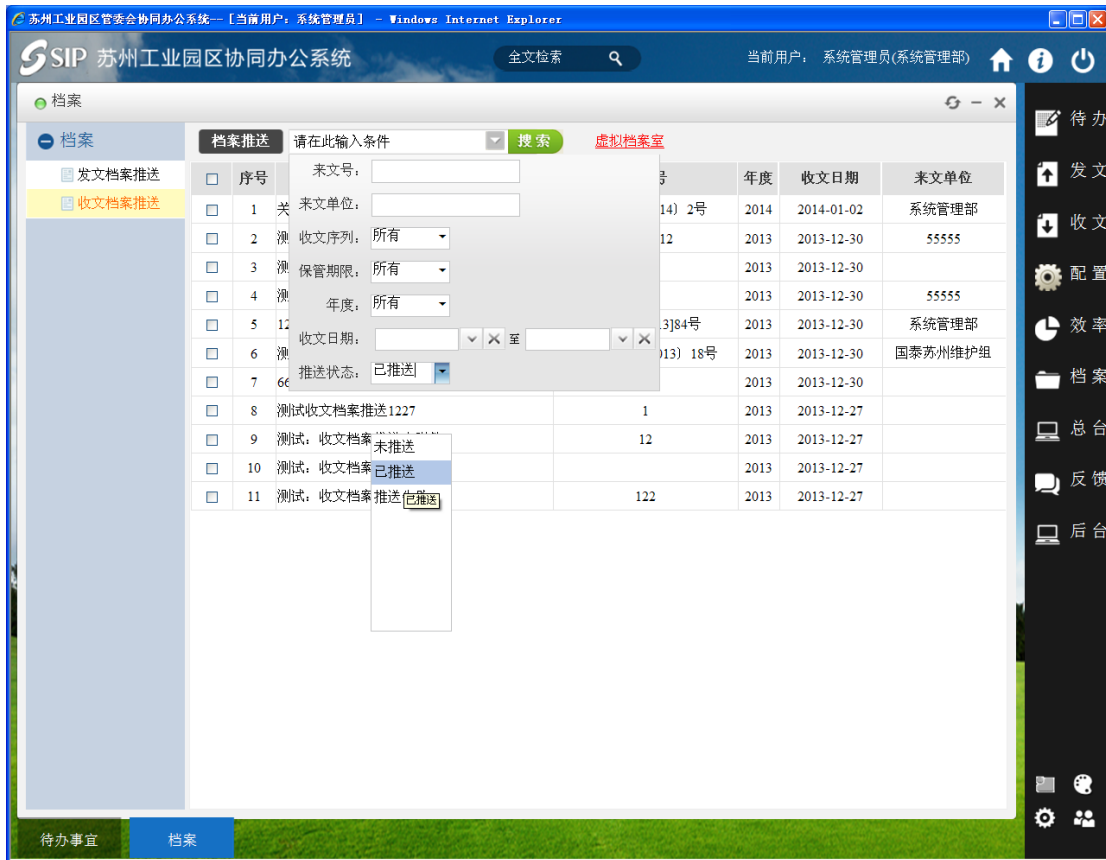 苏州工业园区管委会协同办公系统--[当前用户: 系统管理员] - Windows Internet Explorer
SIP 苏州工业园区协同办公系统
全文检索
当前用户: 系统管理员(系统管理部)
档案
档案
发文档案推送
收文档案推送
档案推送
请在此输入条件
搜索
虚拟档案室
序号
年度 收文日期 来文单位
来文号:
来文单位:
收文序列: 所有
保管期限: 所有
年度: 所有
收文日期: 至
推送状态: 已推送
1 关 14〕2号 2014 2014-01-02 系统管理部
2 测 12 2013 2013-12-30 55555
3 测 2013 2013-12-30
4 测 2013 2013-12-30 55555
5 12 3]84号 2013 2013-12-30 系统管理部
6 测 013〕18号 2013 2013-12-30 国泰苏州维护组
7 66 2013 2013-12-30
8 测试收文档案推送1227 1 2013 2013-12-27
9 测试: 收文档案 12 2013 2013-12-27
10 测试: 收文档案 2013 2013-12-27
11 测试: 收文档案 122 2013 2013-12-27
未推送
已推送
推送
已推送
待办
发文
收文
配置
效率
档案
总台
反馈
后台
待办事宜
档案